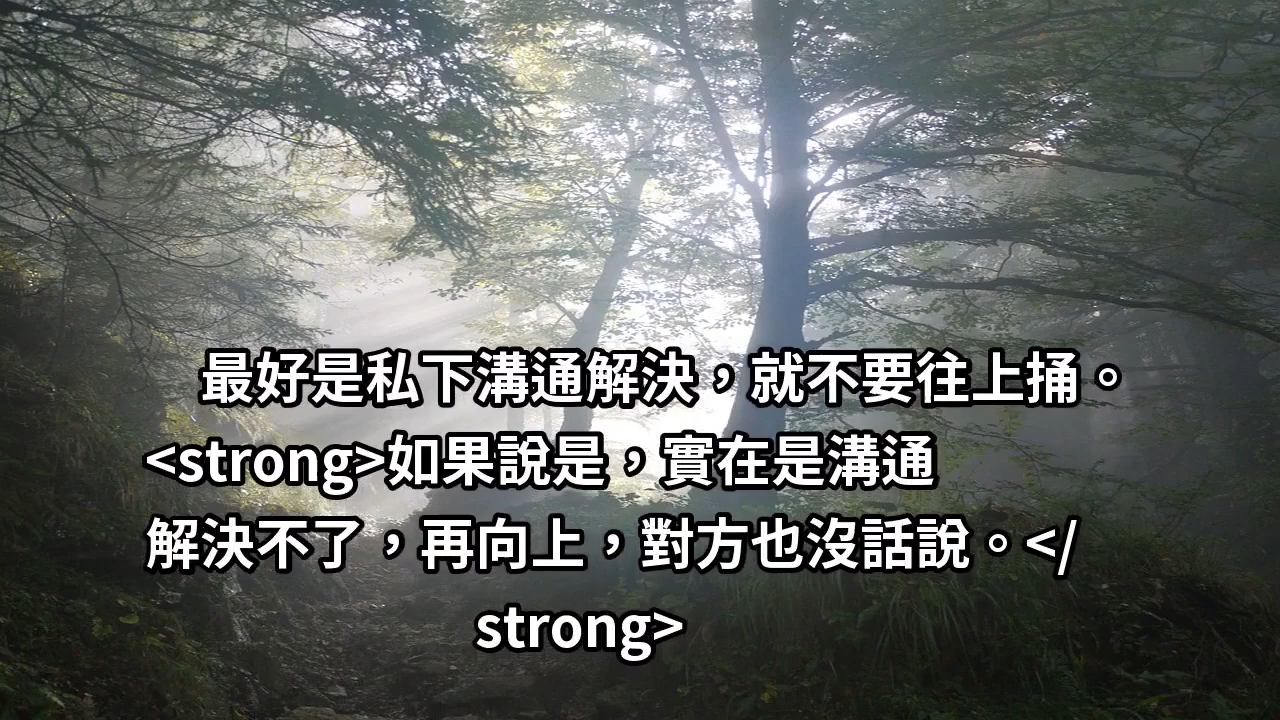 最好是私下溝通解決，就不要往上捅。
<strong>如果說是，實在是溝通
解決不了，再向上，對方也沒話說。</
strong>